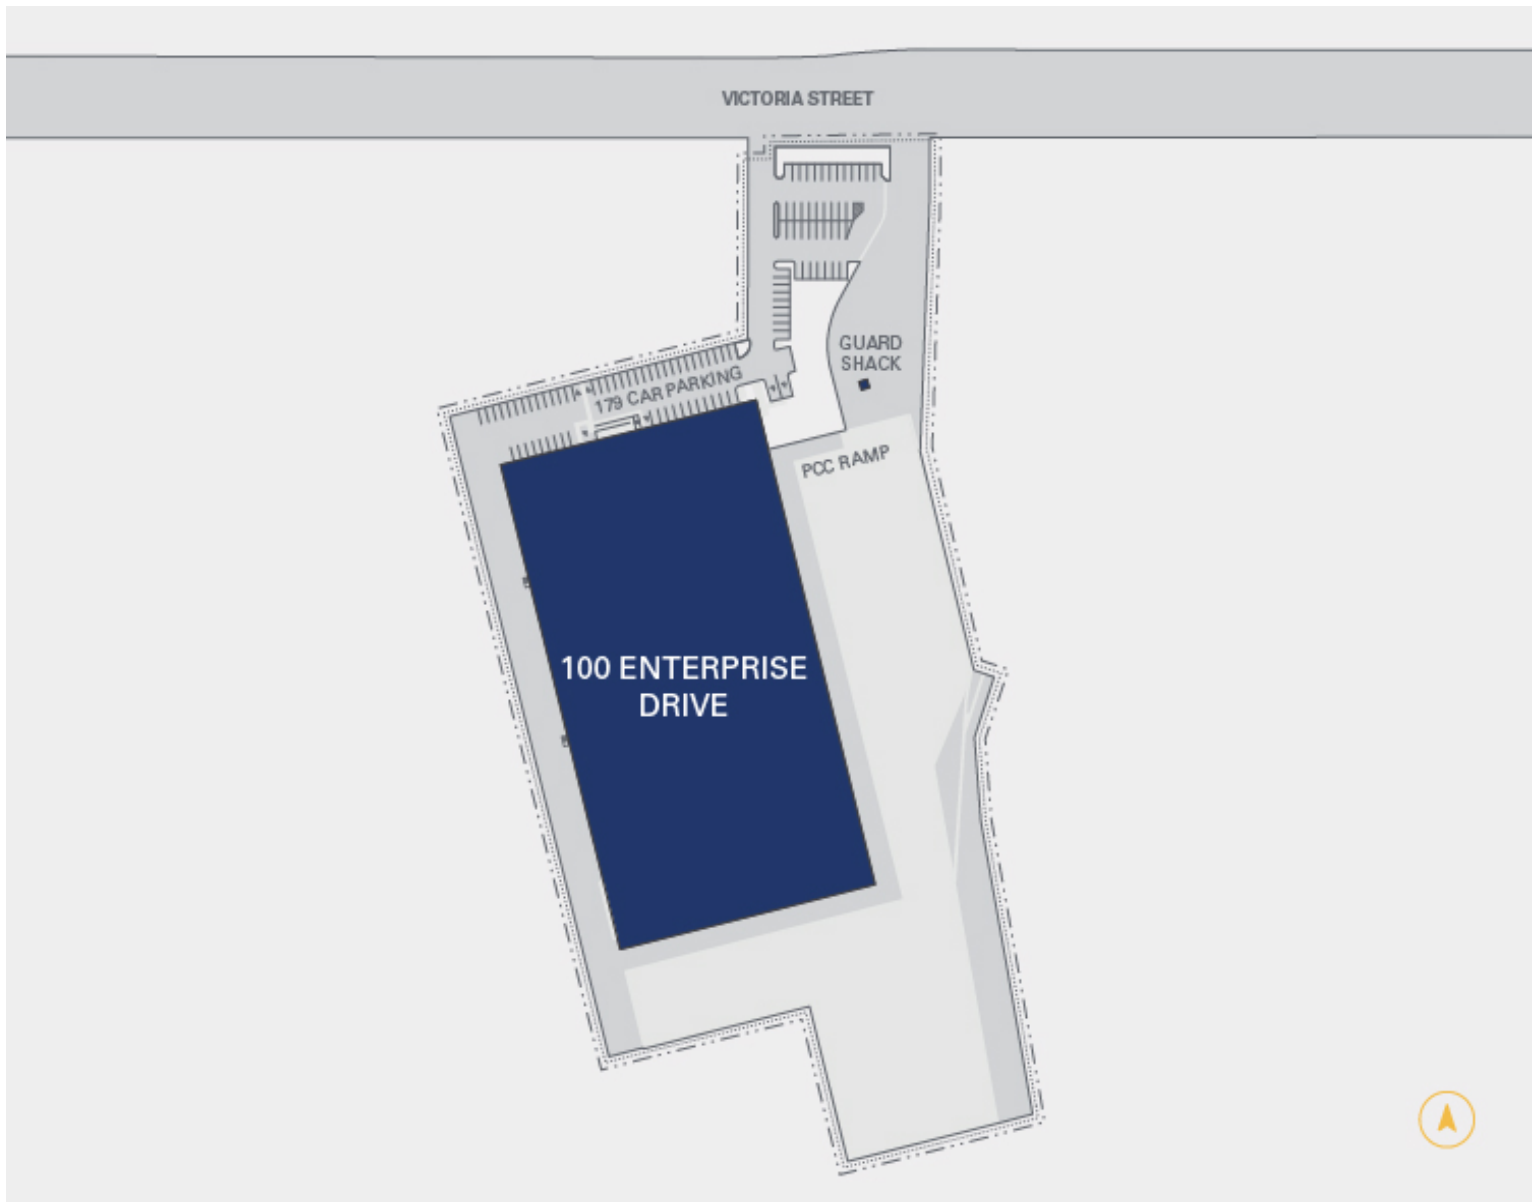 VICTORIA STREET
GUARD
SHACK
179 CAR PARKING
PCC RAMP
100 ENTERPRISE
DRIVE